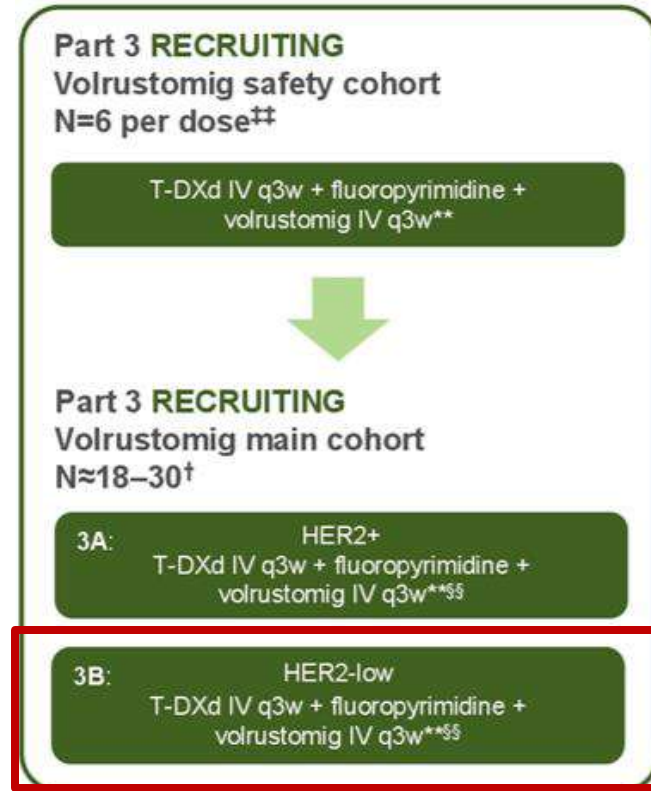 Part 3 RECRUITING
Volrustomig safety cohort
N=6 per dose‡‡
T-DXd IV q3w + fluoropyrimidine +
volrustomig IV q3w**
Part 3 RECRUITING
Volrustomig main cohort
N≈18–30†
3A: HER2+
T-DXd IV q3w + fluoropyrimidine +
volrustomig IV q3w**§§
3B: HER2-low
T-DXd IV q3w + fluoropyrimidine +
volrustomig IV q3w**§§